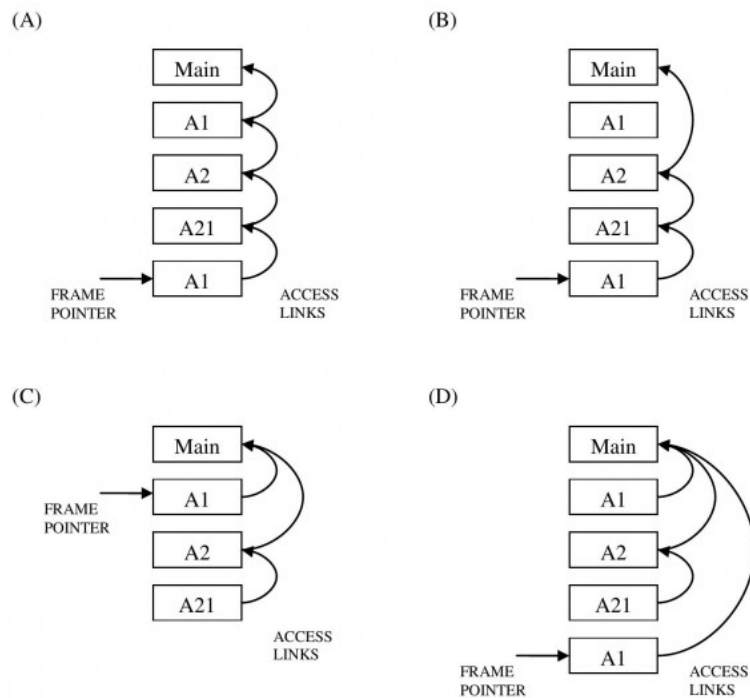 (A)
Main
A1
A2
A21
A1
FRAME
POINTER
ACCESS
LINKS
(B)
Main
A1
A2
A21
A1
FRAME
POINTER
ACCESS
LINKS
(C)
Main
A1
A2
A21
FRAME
POINTER
ACCESS
LINKS
(D)
Main
A1
A2
A21
A1
FRAME
POINTER
ACCESS
LINKS